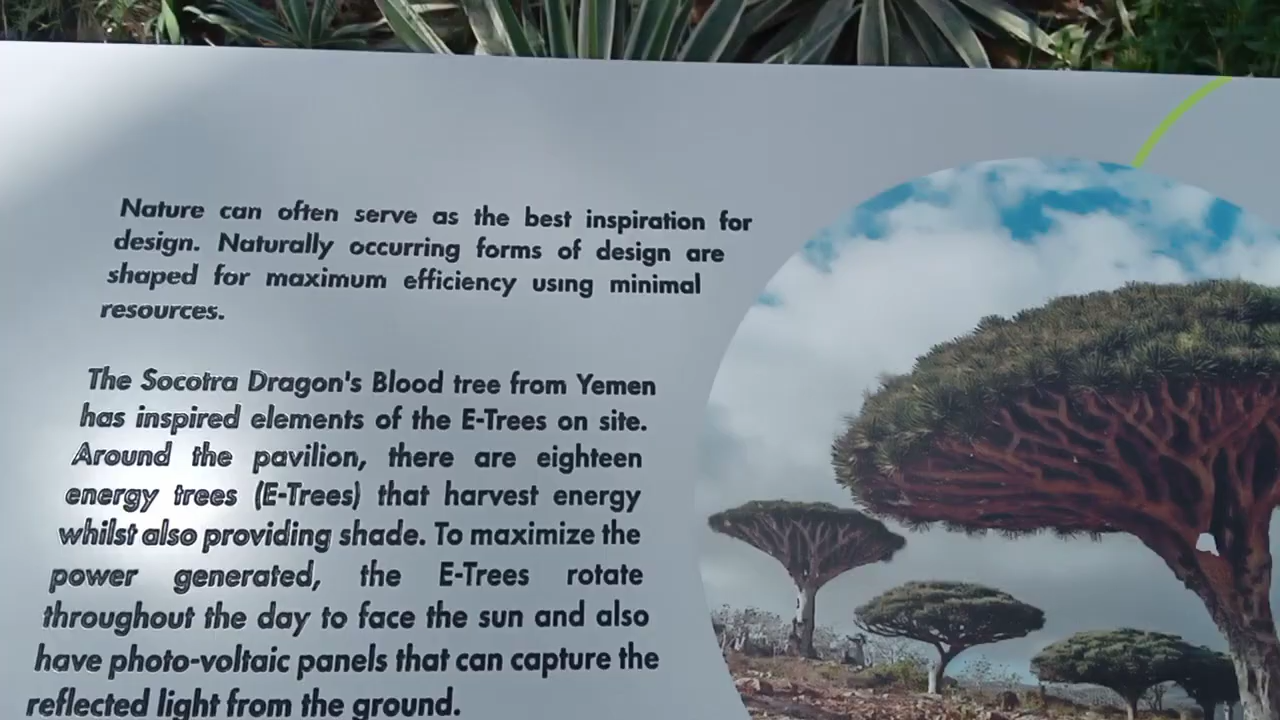 Nature can often serve as the best inspiration for
design. Naturally occurring forms of design are
shaped for maximum efficiency using minimal
resources.
The Socotra Dragon's Blood tree from Yemen
has inspired elements of the E-Trees on site.
Around the pavilion, there are eighteen
energy trees (E-Trees) that harvest energy
whilst also providing shade. To maximize the
power generated, the E-Trees rotate
throughout the day to face the sun and also
have photo-voltaic panels that can capture the
reflected light from the ground.